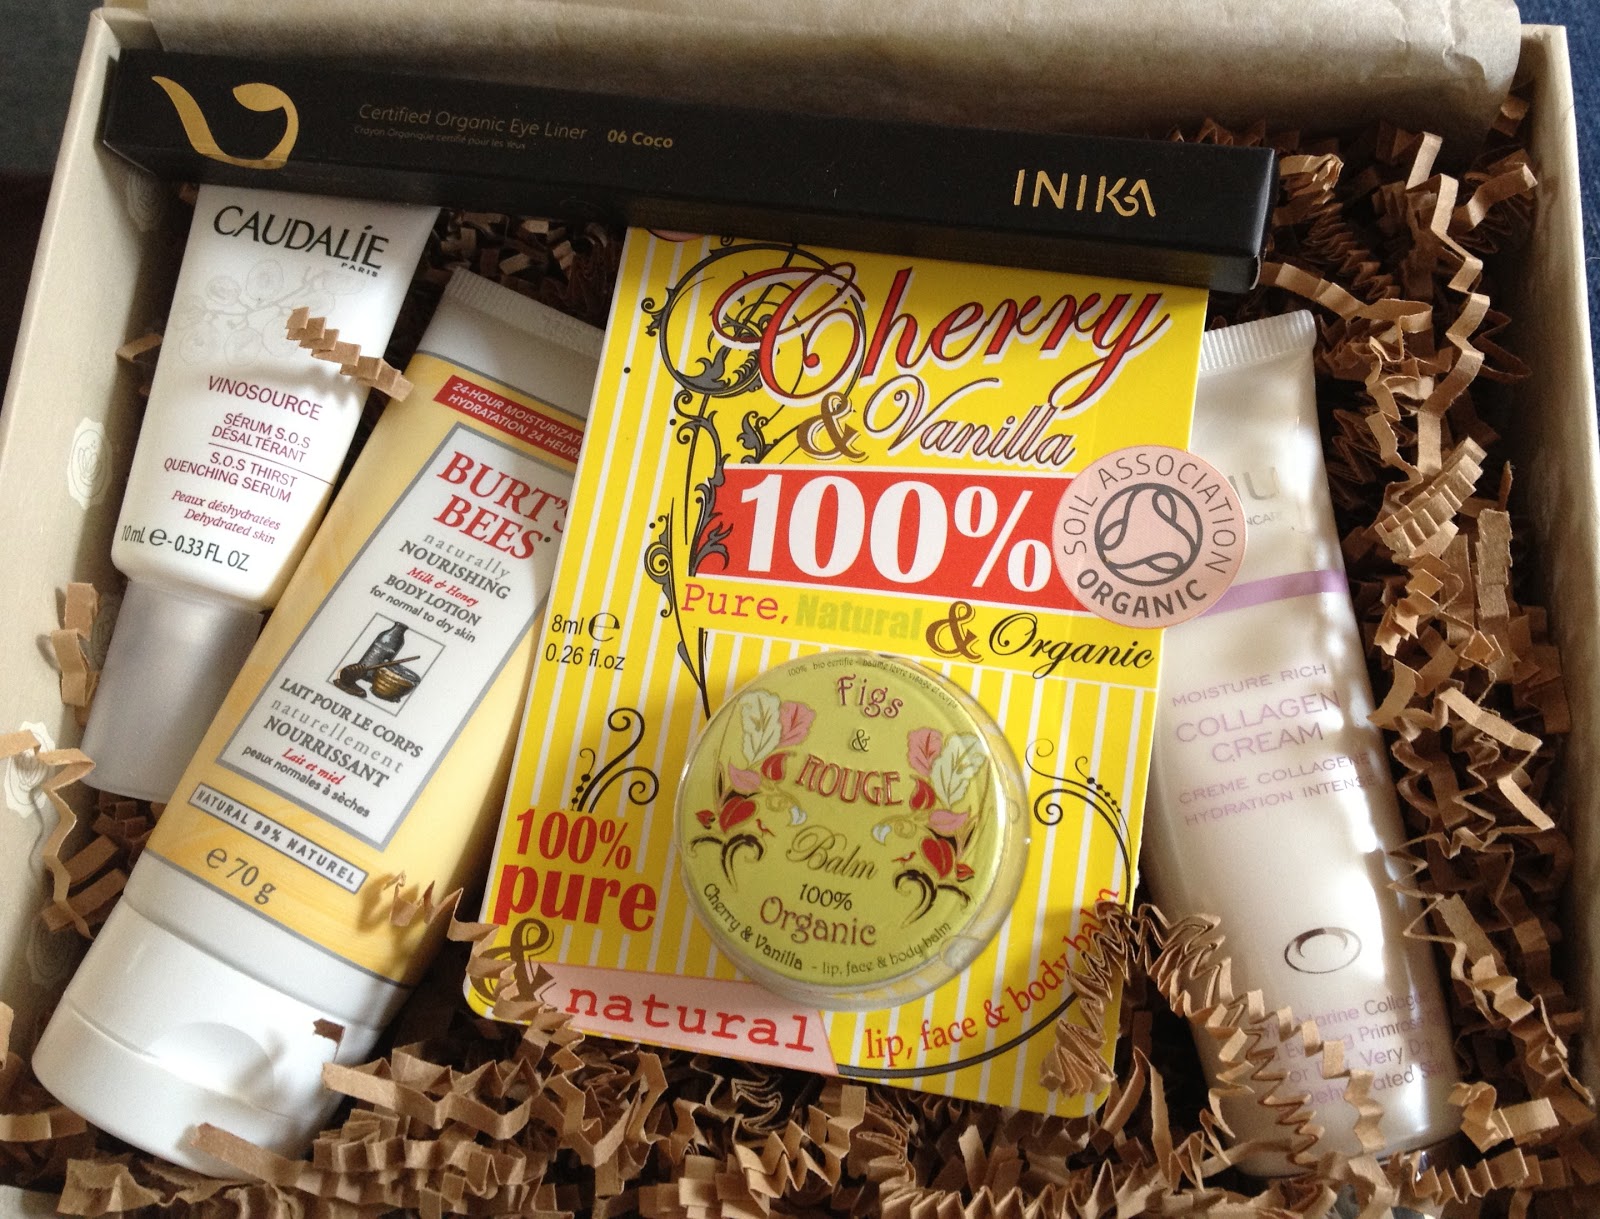 Certified Organic Eye Liner 06 Coco
Crayon Organique certifié pour les Yeux
INIKA
CAUDALÍE
PARIS
VINOSOURCE
SÉRUM S.O.S
DÉSALTÉRANT
S.O.S THIRST
QUENCHING SERUM
Peaux déshydratées
Dehydrated skin
10 mL e - 0.33 FL OZ
24-HOUR
HYDRATATION 24
BURT'S
BEES
naturally
NOURISHING
Milk & Honey
BODY LOTION
for normal to dry skin
LAIT POUR LE CORPS
naturellement
NOURRISSANT
Lait et miel
peaux normales à sèches
NATURAL 99% NATUREL
e 70 g
Cherry
& Vanilla
100%
Pure, Natural & Organic
8ml e
0.26 fl.oz
SOIL ASSOCIATION
ORGANIC
Figs
&
ROUGE
Balm
100%
Organic
Cherry & Vanilla - lip, face & body balm
100%
pure
&
natural
lip, face & body balm
MOISTURE RICH
COLLAGEN
CREAM
CREME COLLAGENE
HYDRATION INTENSE
Collagen
Primrose
Very